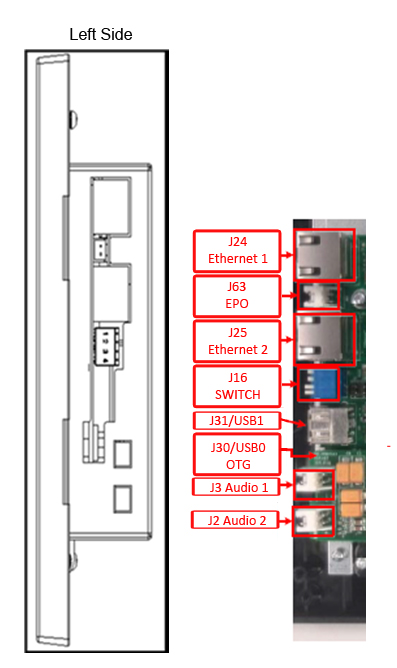 Left Side
J24
Ethernet 1
J63
EPO
J25
Ethernet 2
J16
SWITCH
J31/USB1
J30/USB0
OTG
J3 Audio 1
J2 Audio 2